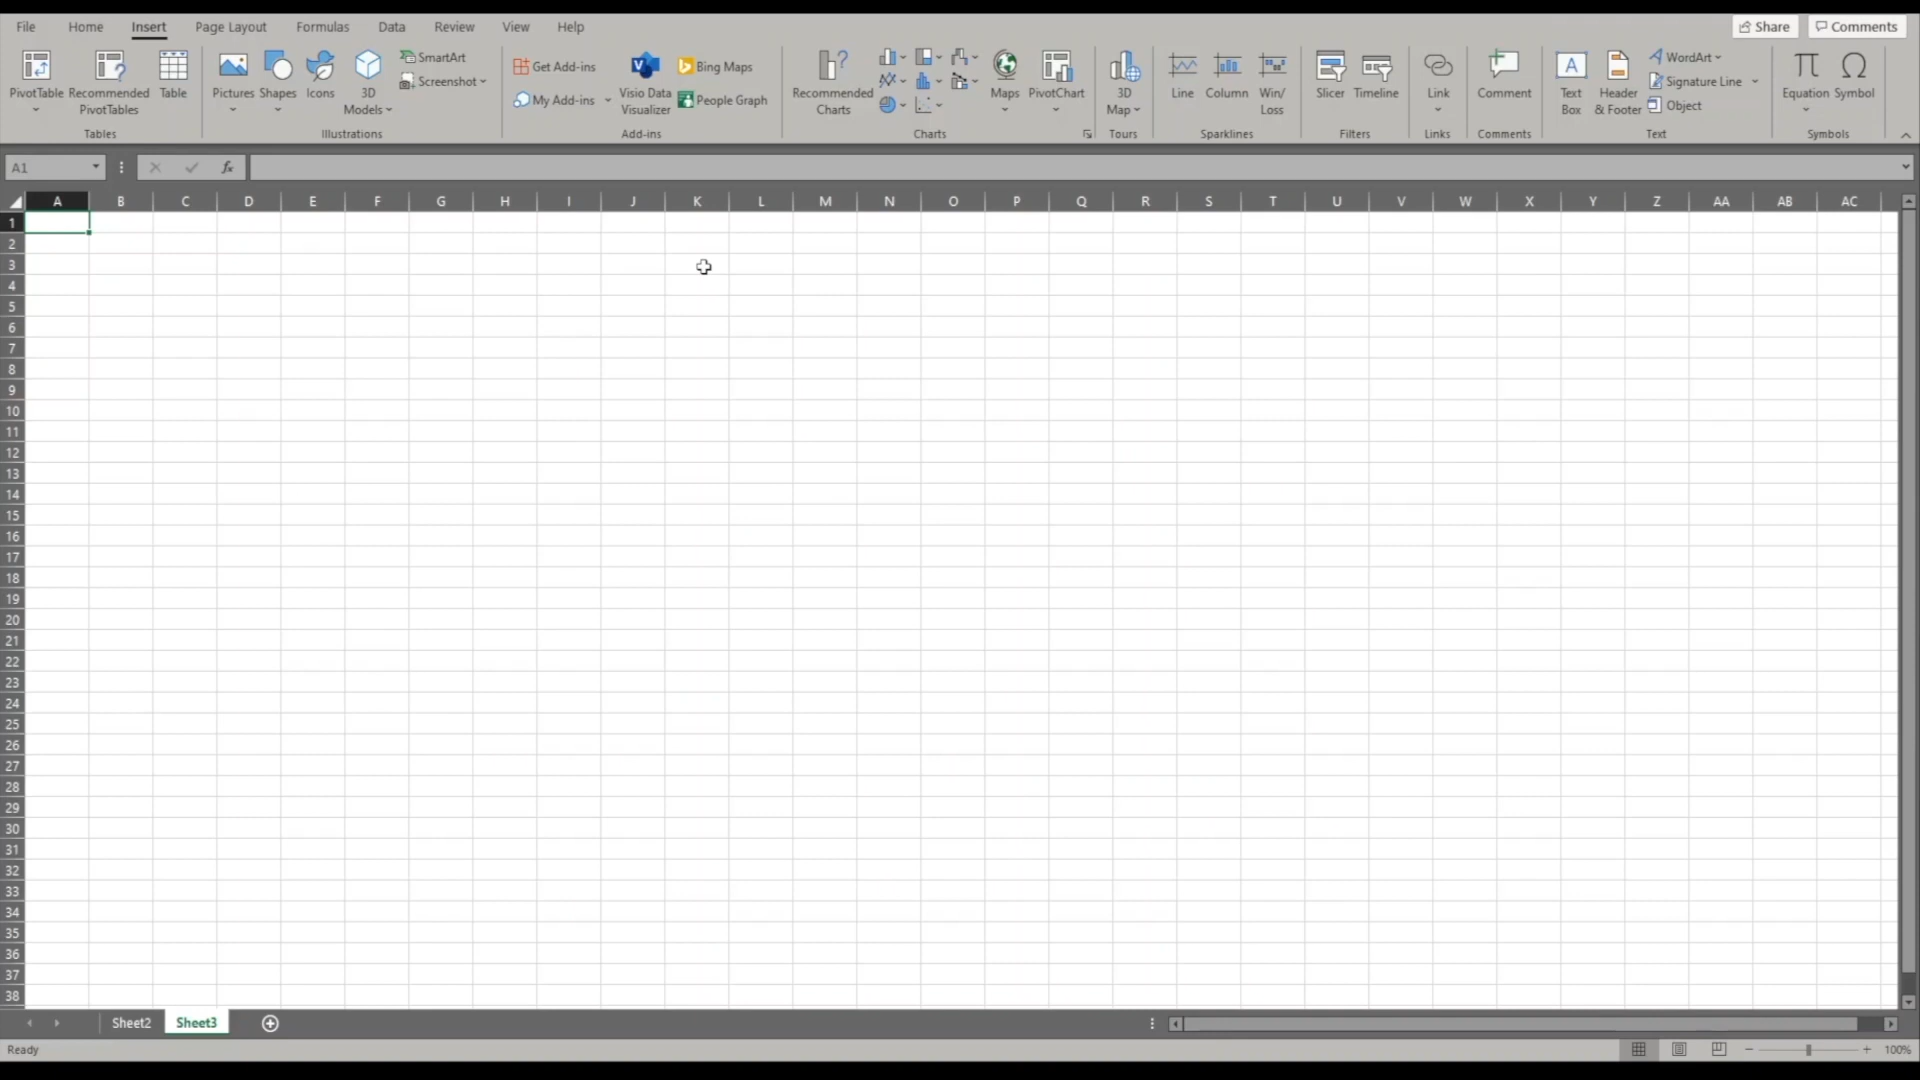 File Home Insert Page Layout Formulas Data Review View Help Share Comments
PivotTable Recommended PivotTables Table
Tables
Pictures Shapes Icons 3D Models SmartArt Screenshot
Illustrations
Get Add-ins My Add-ins Visio Data Visualizer Bing Maps People Graph
Add-ins
Recommended Charts Maps PivotChart
Charts
3D Map
Tours
Line Column Win/Loss
Sparklines
Slicer Timeline
Filters
Link
Links
Comment
Comments
Text Box Header & Footer WordArt Signature Line Object
Text
Equation Symbol
Symbols
A1 fx
A B C D E F G H I J K L M N O P Q R S T U V W X Y Z AA AB AC
1
2
3
4
5
6
7
8
9
10
11
12
13
14
15
16
17
18
19
20
21
22
23
24
25
26
27
28
29
30
31
32
33
34
35
36
37
38
Sheet2 Sheet3
Ready 100%